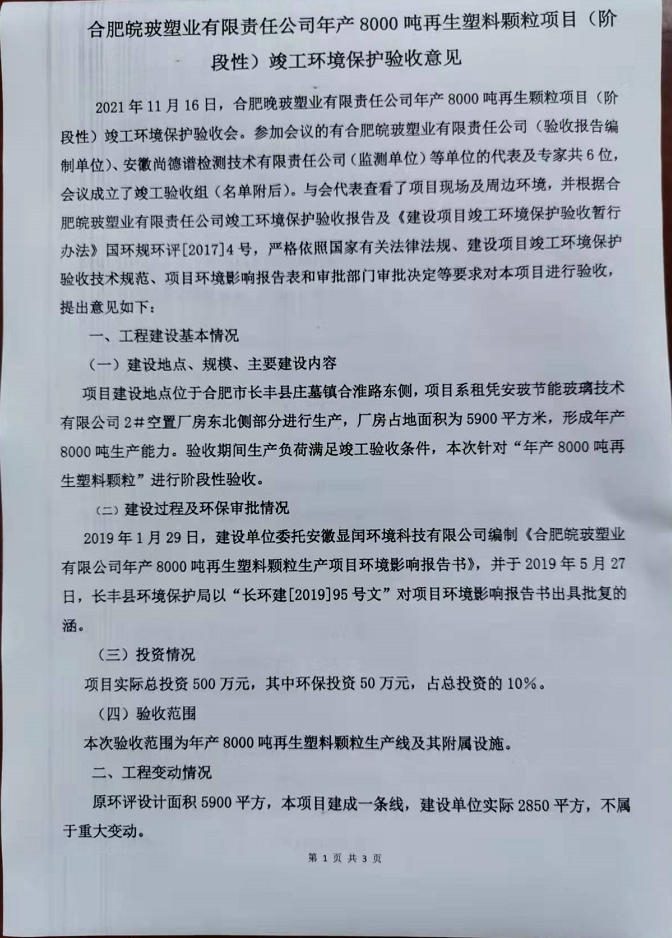 合肥皖玻塑业有限责任公司年产 8000 吨再生塑料颗粒项目（阶
段性）竣工环境保护验收意见
2021 年 11 月 16 日，合肥晚玻塑业有限责任公司年产 8000 吨再生颗粒项目（阶
段性）竣工环境保护验收会。参加会议的有合肥皖玻塑业有限责任公司（验收报告编
制单位）、安徽尚德谱检测技术有限责任公司（监测单位）等单位的代表及专家共 6 位，
会议成立了竣工验收组（名单附后）。与会代表查看了项目现场及周边环境，并根据合
肥皖玻塑业有限责任公司竣工环境保护验收报告及《建设项目竣工环境保护验收暂行
办法》国环规环评[2017]4 号，严格依照国家有关法律法规、建设项目竣工环境保护
验收技术规范、项目环境影响报告表和审批部门审批决定等要求对本项目进行验收，
提出意见如下：
一、工程建设基本情况
（一）建设地点、规模、主要建设内容
项目建设地点位于合肥市长丰县庄墓镇合淮路东侧，项目系租凭安玻节能玻璃技术
有限公司 2＃空置厂房东北侧部分进行生产，厂房占地面积为 5900 平方米，形成年产
8000 吨生产能力。验收期间生产负荷满足竣工验收条件，本次针对“年产 8000 吨再
生塑料颗粒”进行阶段性验收。
（二）建设过程及环保审批情况
2019 年 1 月 29 日，建设单位委托安徽显闰环境科技有限公司编制《合肥皖玻塑业
有限公司年产 8000 吨再生塑料颗粒生产项目环境影响报告书》，并于 2019 年 5 月 27
日，长丰县环境保护局以“长环建[2019]95 号文”对项目环境影响报告书出具批复的
函。
（三）投资情况
项目实际总投资 500 万元，其中环保投资 50 万元，占总投资的 10％。
（四）验收范围
本次验收范围为年产 8000 吨再生塑料颗粒生产线及其附属设施。
二、工程变动情况
原环评设计面积 5900 平方，本项目建成一条线，建设单位实际 2850 平方，不属
于重大变动。
第 1 页 共 3 页